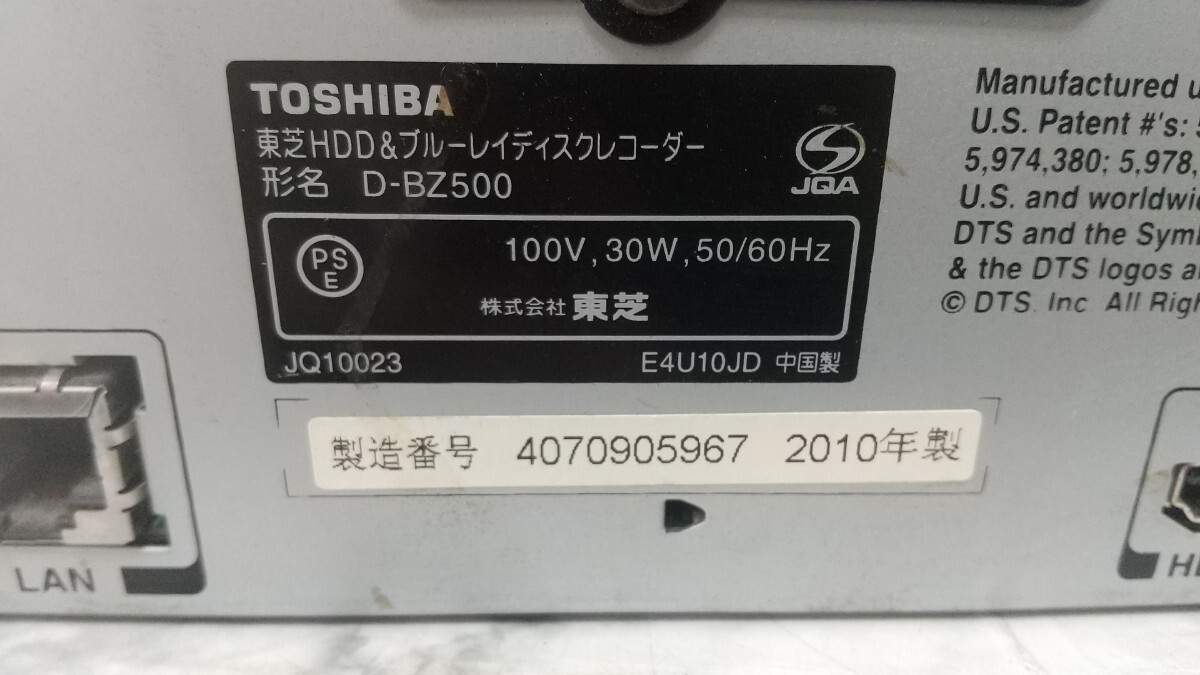 TOSHIBA
東芝HDD&ブルーレイディスクレコーダー
形名 D-BZ500
JQA
PS
E
100V,30W,50/60Hz
株式会社 東芝
JQ10023 E4U10JD 中国製
製造番号 4070905967 2010年製
LAN
Manufactured
U.S. Patent #'s:
5,974,380; 5,978,
U.S. and
DTS and the
& the DTS logos
© DTS. Inc All